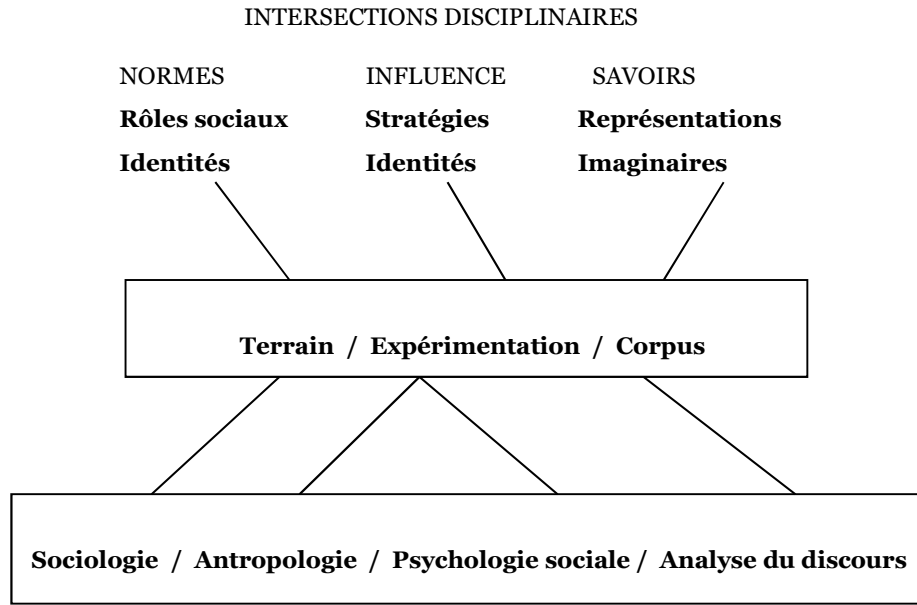 INTERSECTIONS DISCIPLINAIRES
NORMES INFLUENCE SAVOIRS
Rôles sociaux Stratégies Représentations
Identités Identités Imaginaires
Terrain / Expérimentation / Corpus
Sociologie / Antropologie / Psychologie sociale / Analyse du discours